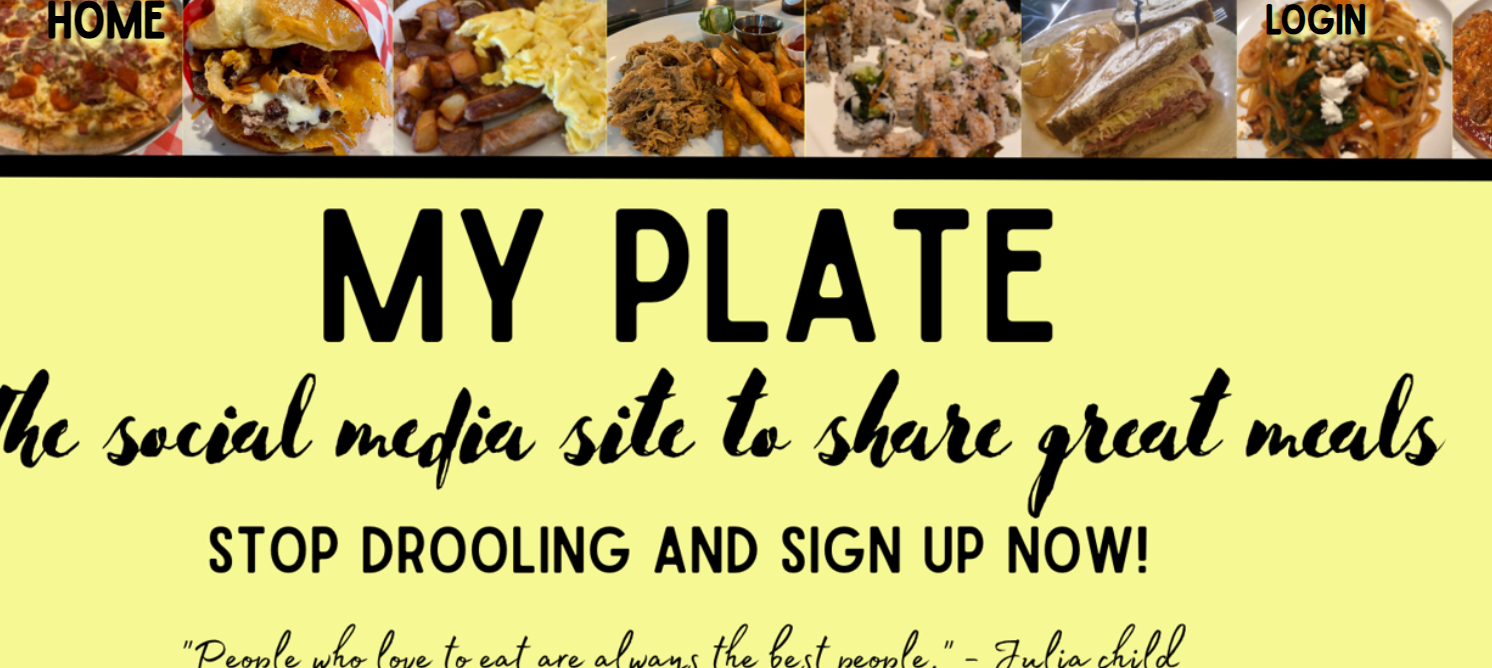 HOME LOGIN
MY PLATE
The social media site to share great meals
STOP DROOLING AND SIGN UP NOW!
"People who love to eat are always the best people." - Julia child